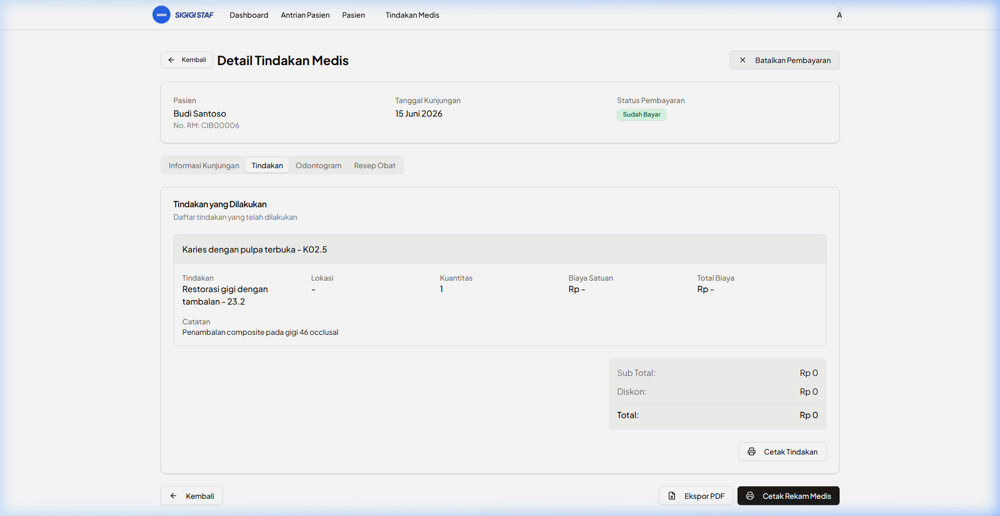 SIGIGI
SIGIGI STAF
Dashboard
Antrian Pasien
Pasien
Tindakan Medis
A
Kembali
Detail Tindakan Medis
Batalkan Pembayaran
Pasien
Budi Santoso
No. RM: CIB00006
Tanggal Kunjungan
15 Juni 2026
Status Pembayaran
Sudah Bayar
Informasi Kunjungan
Tindakan
Odontogram
Resep Obat
Tindakan yang Dilakukan
Daftar tindakan yang telah dilakukan
Karies dengan pulpa terbuka - K02.5
Tindakan
Restorasi gigi dengan
tambalan - 23.2
Lokasi
-
Kuantitas
1
Biaya Satuan
Rp -
Total Biaya
Rp -
Catatan
Penambalan composite pada gigi 46 occlusal
Sub Total: Rp 0
Diskon: Rp 0
Total: Rp 0
Cetak Tindakan
Kembali
Ekspor PDF
Cetak Rekam Medis